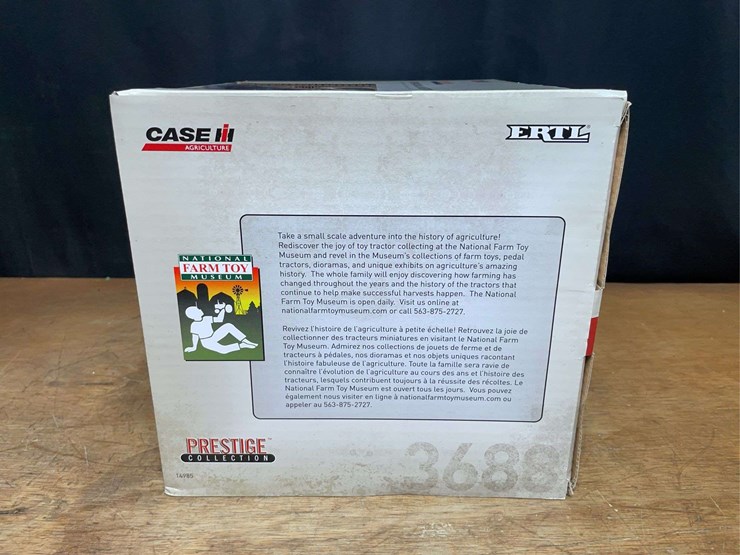 CASE IH
AGRICULTURE
ERTL
NATIONAL
FARM TOY
MUSEUM
Take a small scale adventure into the history of agriculture!
Rediscover the joy of toy tractor collecting at the National Farm Toy
Museum and revel in the Museum's collections of farm toys, pedal
tractors, dioramas, and unique exhibits on agriculture's amazing
history. The whole family will enjoy discovering how farming has
changed throughout the years and the history of the tractors that
continue to help make successful harvests happen. The National
Farm Toy Museum is open daily. Visit us online at
nationalfarmtoymuseum.com or call 563-875-2727.
Revivez l'histoire de l'agriculture à petite échelle! Retrouvez la joie de
collectionner des tracteurs miniatures en visitant le National Farm
Toy Museum. Admirez nos collections de jouets de ferme et de
tracteurs à pédales, nos dioramas et nos objets uniques racontant
l'histoire fabuleuse de l'agriculture. Toute la famille sera ravie de
connaître l'évolution de l'agriculture au cours des ans et l'histoire des
tracteurs, lesquels contribuent toujours à la réussite des récoltes. Le
National Farm Toy Museum est ouvert tous les jours. Vous pouvez
également nous visiter en ligne à nationalfarmtoymuseum.com ou
appeler au 563-875-2727.
PRESTIGE™
COLLECTION
16985
3688